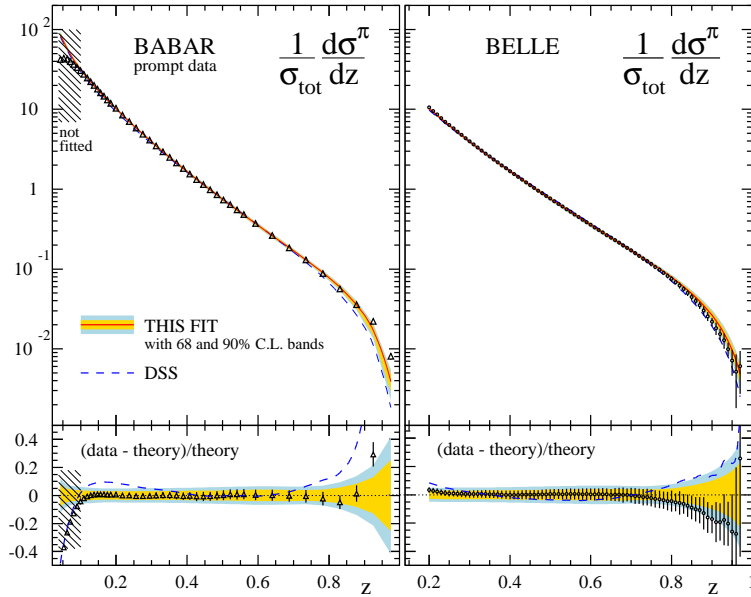 10^2
10
1
10^-1
10^-2
BABAR
prompt data
1/σ_tot dσ^π/dz
not
fitted
THIS FIT
with 68 and 90% C.L. bands
DSS
BELLE
1/σ_tot dσ^π/dz
0.4
0.2
0
-0.2
-0.4
(data - theory)/theory
0.2 0.4 0.6 0.8 z
(data - theory)/theory
0.2 0.4 0.6 0.8 z 1